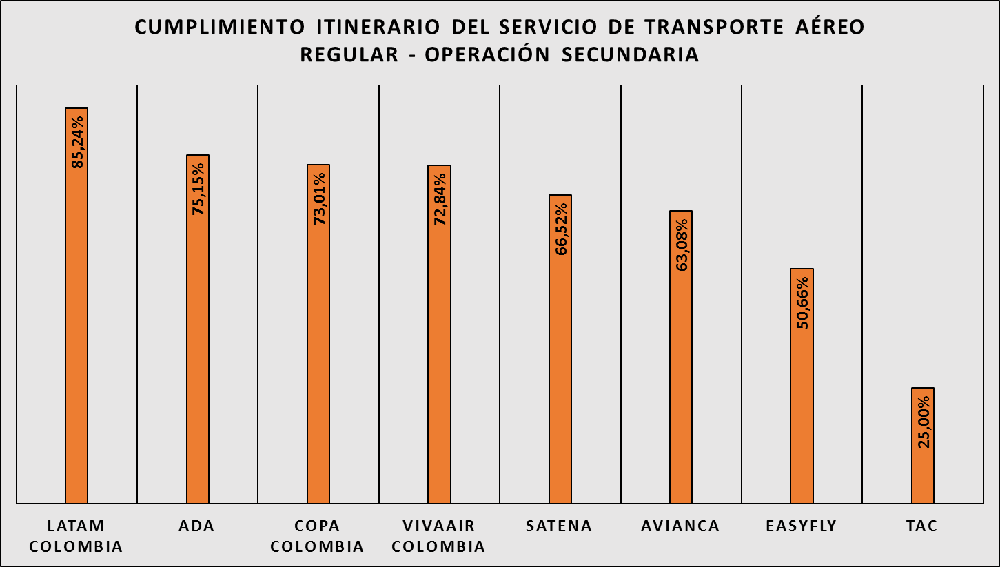 CUMPLIMIENTO ITINERARIO DEL SERVICIO DE TRANSPORTE AÉREO
REGULAR - OPERACIÓN SECUNDARIA
85,24%
75,15%
73,01%
72,84%
66,52%
63,08%
50,66%
25,00%
LATAM
COLOMBIA
ADA
COPA
COLOMBIA
VIVAAIR
COLOMBIA
SATENA
AVIANCA
EASYFLY
TAC